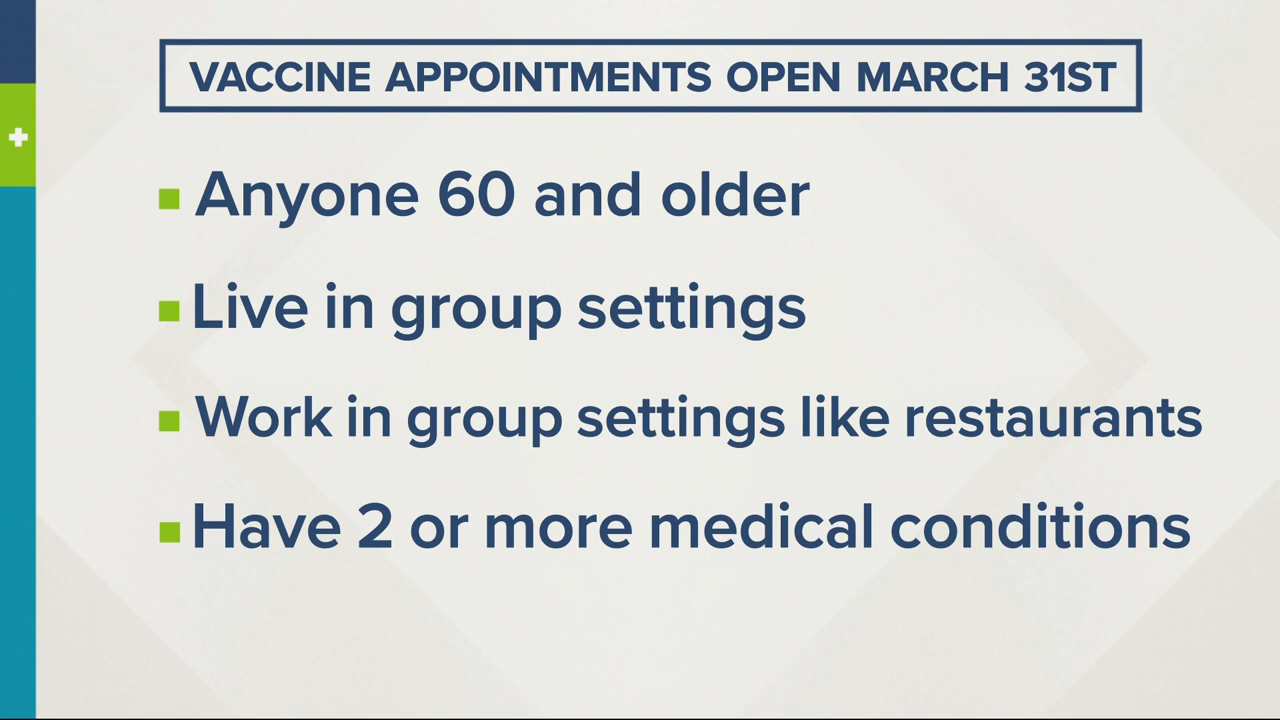 VACCINE APPOINTMENTS OPEN MARCH 31ST
Anyone 60 and older
Live in group settings
Work in group settings like restaurants
Have 2 or more medical conditions